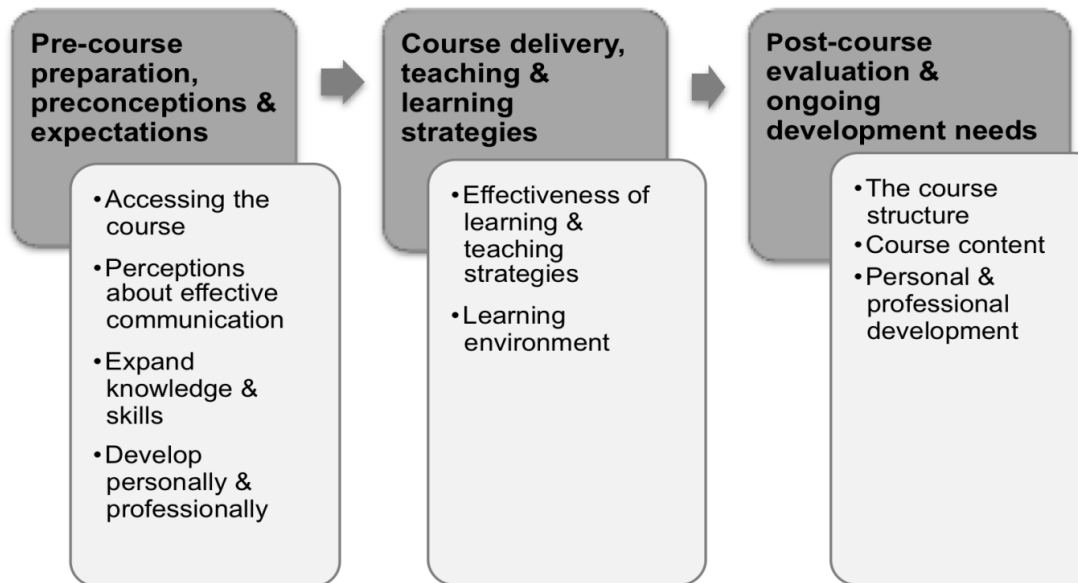 Pre-course
preparation,
preconceptions &
expectations
•Accessing the
course
•Perceptions
about effective
communication
•Expand
knowledge &
skills
•Develop
personally &
professionally
Course delivery,
teaching &
learning
strategies
•Effectiveness of
learning &
teaching
strategies
•Learning
environment
Post-course
evaluation &
ongoing
development needs
•The course
structure
•Course content
•Personal &
professional
development